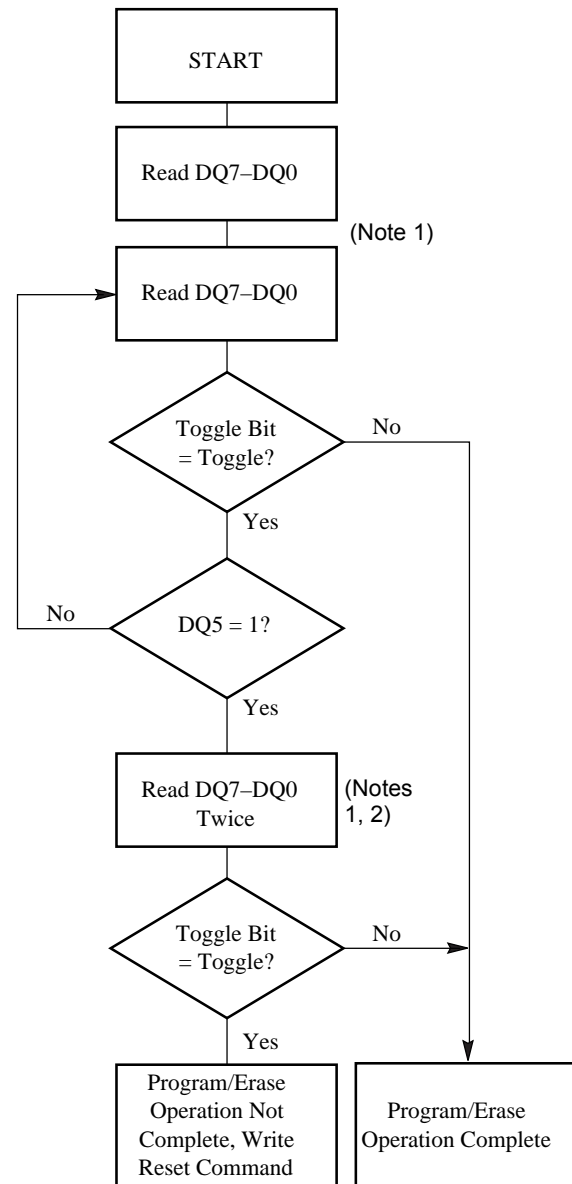 START
Read DQ7–DQ0
(Note 1)
Read DQ7–DQ0
Toggle Bit
= Toggle?
No
Yes
No
DQ5 = 1?
Yes
Read DQ7–DQ0
Twice
(Notes
1, 2)
Toggle Bit
= Toggle?
No
Yes
Program/Erase
Operation Not
Complete, Write
Reset Command
Program/Erase
Operation Complete